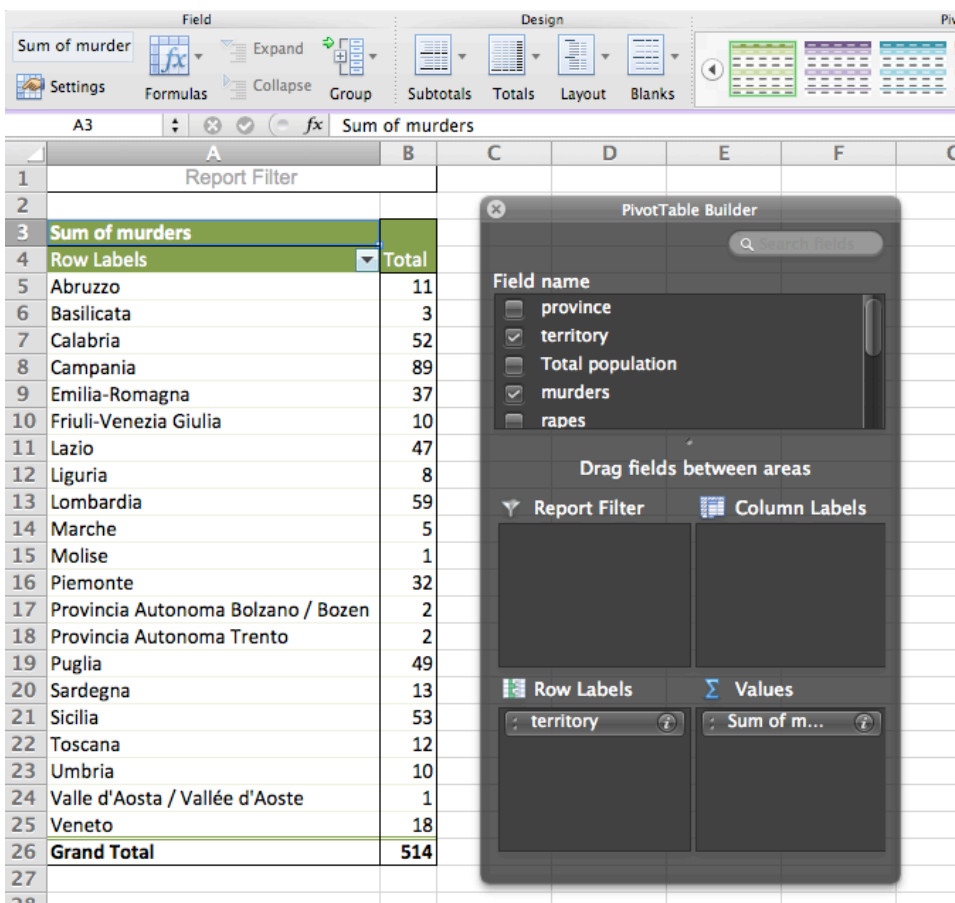 Field Design Piv
Sum of murder Expand
Settings Formulas Collapse Group Subtotals Totals Layout Blanks
A3 fx Sum of murders
A B C D E F
1 Report Filter
2
3 Sum of murders
4 Row Labels Total
5 Abruzzo 11
6 Basilicata 3
7 Calabria 52
8 Campania 89
9 Emilia-Romagna 37
10 Friuli-Venezia Giulia 10
11 Lazio 47
12 Liguria 8
13 Lombardia 59
14 Marche 5
15 Molise 1
16 Piemonte 32
17 Provincia Autonoma Bolzano / Bozen 2
18 Provincia Autonoma Trento 2
19 Puglia 49
20 Sardegna 13
21 Sicilia 53
22 Toscana 12
23 Umbria 10
24 Valle d'Aosta / Vallée d'Aoste 1
25 Veneto 18
26 Grand Total 514
27
PivotTable Builder
Search fields
Field name
province
territory
Total population
murders
rapes
Drag fields between areas
Report Filter Column Labels
Row Labels Σ Values
territory Sum of m...